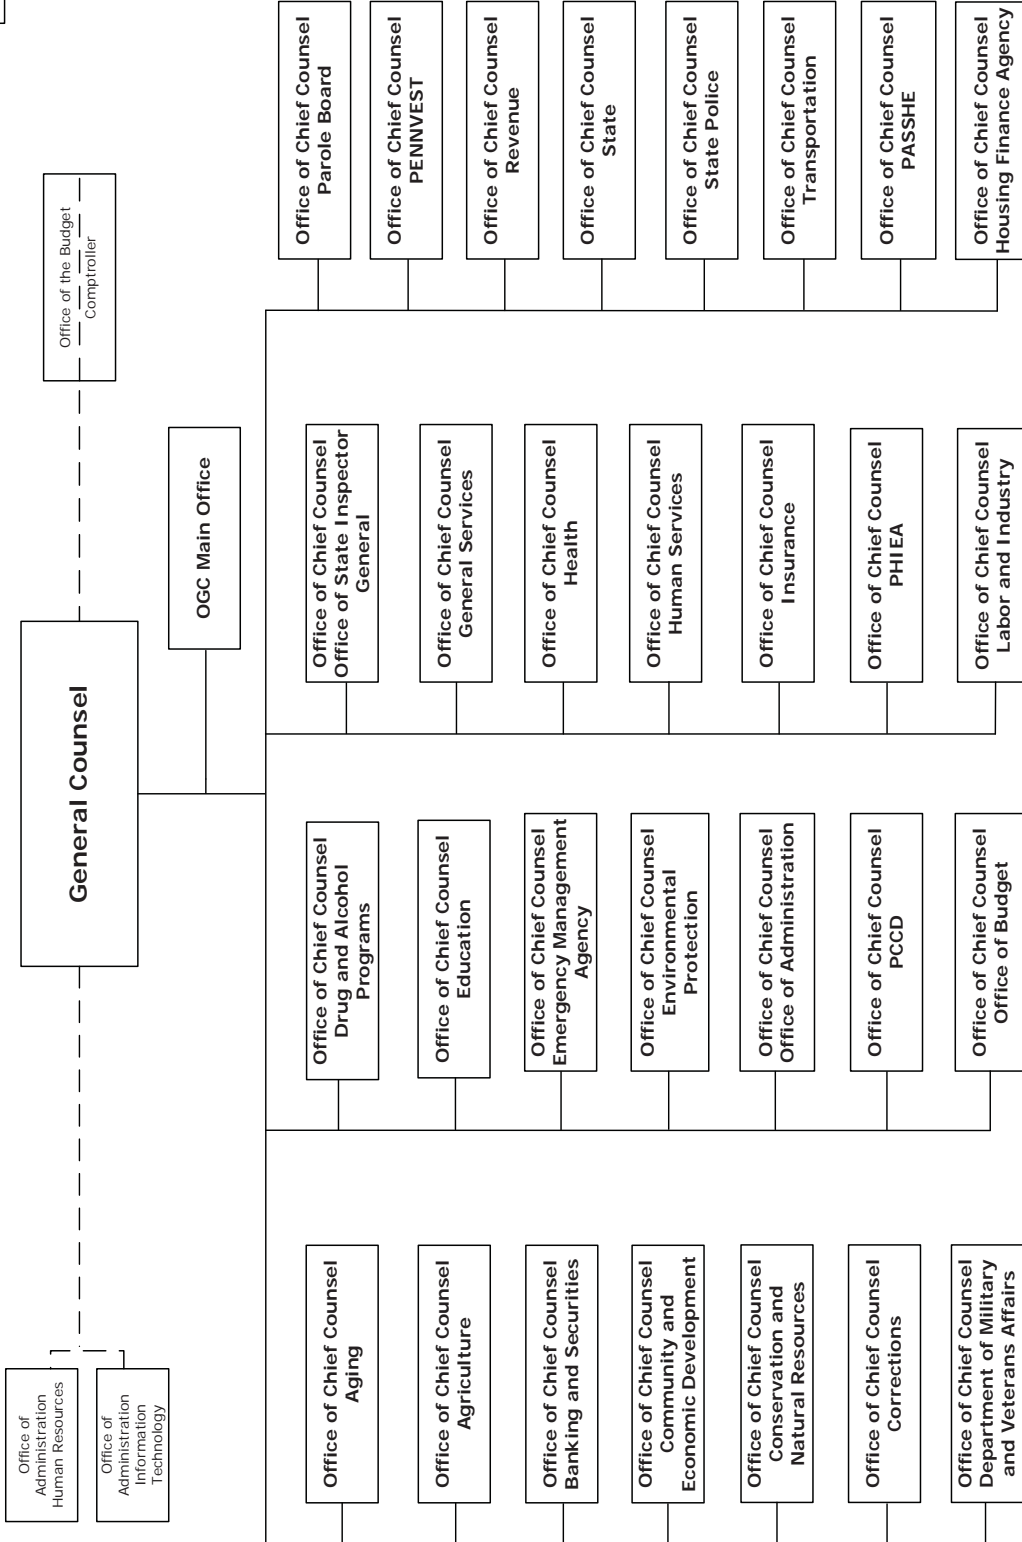 Office of
Administration
Human Resources
Office of
Administration
Information
Technology
General Counsel
Office of the Budget
Comptroller
OGC Main Office
Office of Chief Counsel
Aging
Office of Chief Counsel
Agriculture
Office of Chief Counsel
Banking and Securities
Office of Chief Counsel
Community and
Economic Development
Office of Chief Counsel
Conservation and
Natural Resources
Office of Chief Counsel
Corrections
Office of Chief Counsel
Department of Military
and Veterans Affairs
Office of Chief Counsel
Drug and Alcohol
Programs
Office of Chief Counsel
Education
Office of Chief Counsel
Emergency Management
Agency
Office of Chief Counsel
Environmental
Protection
Office of Chief Counsel
Office of Administration
Office of Chief Counsel
PCCD
Office of Chief Counsel
Office of Budget
Office of Chief Counsel
Office of State Inspector
General
Office of Chief Counsel
General Services
Office of Chief Counsel
Health
Office of Chief Counsel
Human Services
Office of Chief Counsel
Insurance
Office of Chief Counsel
PHIEA
Office of Chief Counsel
Labor and Industry
Office of Chief Counsel
Parole Board
Office of Chief Counsel
PENNVEST
Office of Chief Counsel
Revenue
Office of Chief Counsel
State
Office of Chief Counsel
State Police
Office of Chief Counsel
Transportation
Office of Chief Counsel
PASSHE
Office of Chief Counsel
Housing Finance Agency